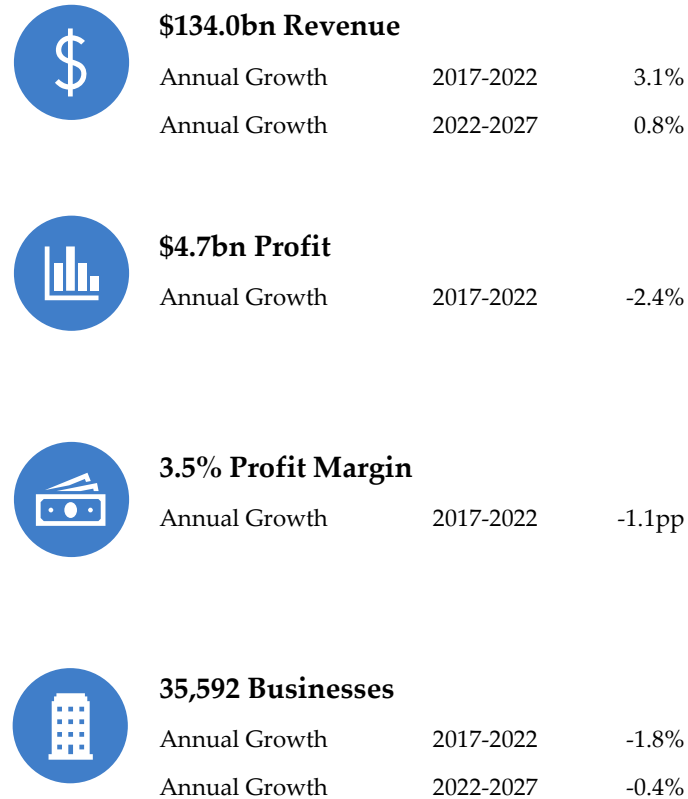 $134.0bn Revenue
Annual Growth 2017-2022 3.1%
Annual Growth 2022-2027 0.8%
$4.7bn Profit
Annual Growth 2017-2022 -2.4%
3.5% Profit Margin
Annual Growth 2017-2022 -1.1pp
35,592 Businesses
Annual Growth 2017-2022 -1.8%
Annual Growth 2022-2027 -0.4%